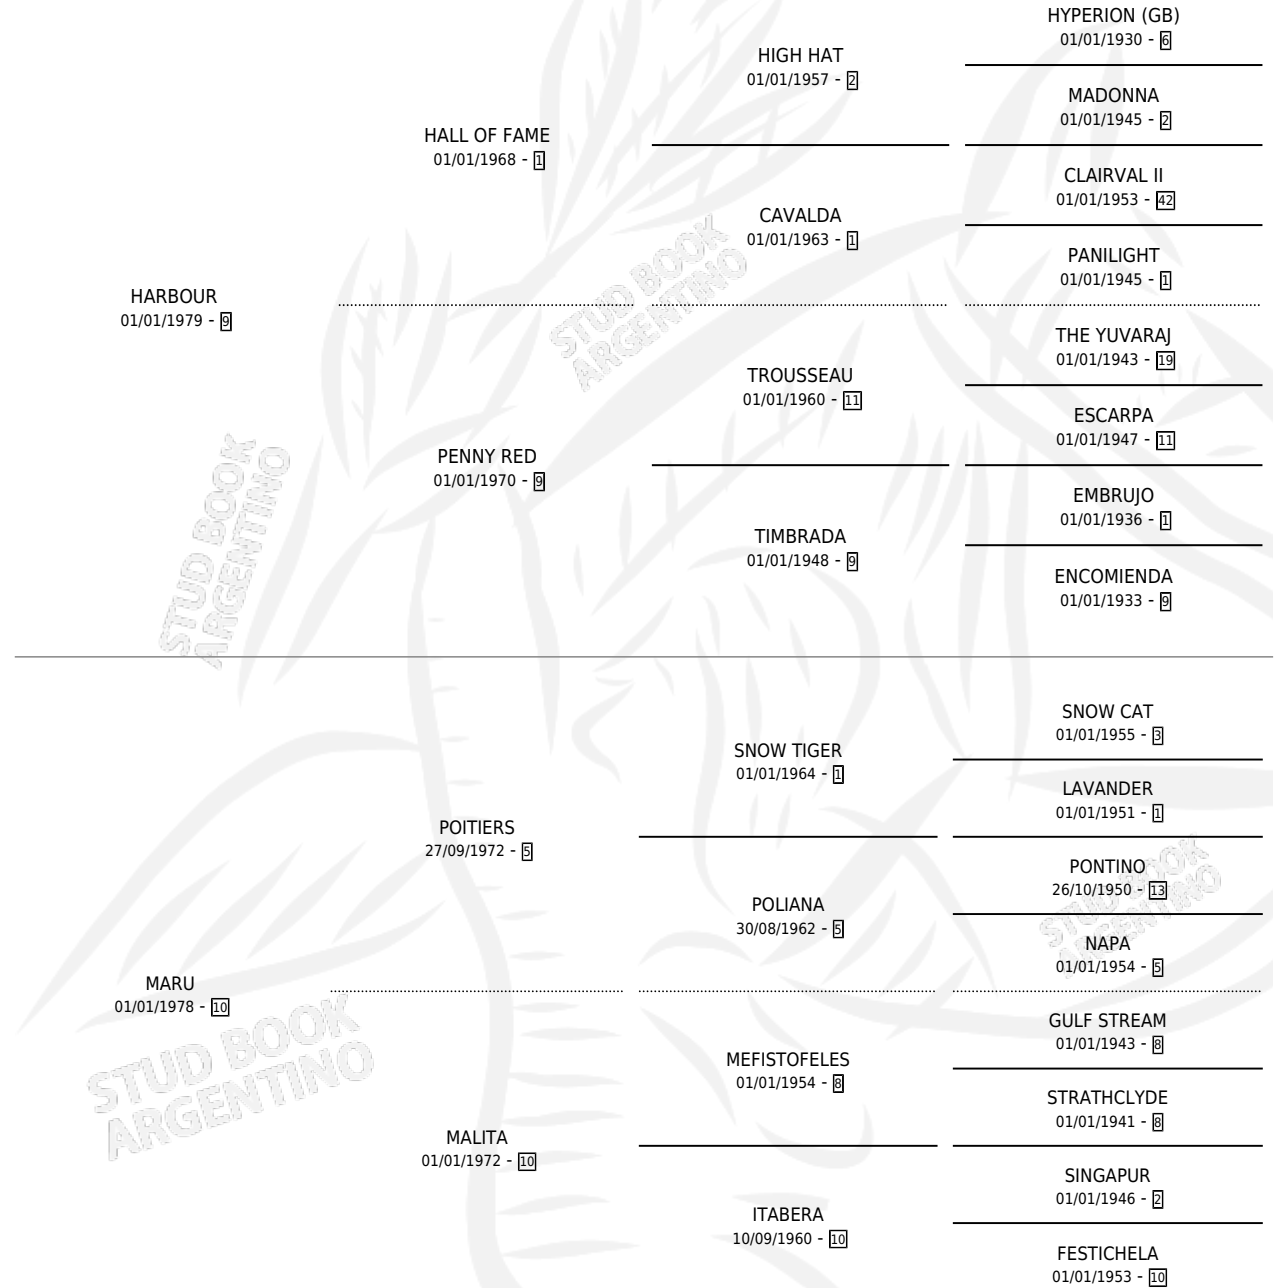 HYPERION (GB)
01/01/1930 - 6
HIGH HAT
01/01/1957 - 2
MADONNA
01/01/1945 - 2
HALL OF FAME
01/01/1968 - 1
CLAIRVAL II
01/01/1953 - 42
CAVALDA
01/01/1963 - 1
PANILIGHT
01/01/1945 - 1
HARBOUR
01/01/1979 - 9
THE YUVARAJ
01/01/1943 - 19
TROUSSEAU
01/01/1960 - 11
ESCARPA
01/01/1947 - 11
PENNY RED
01/01/1970 - 9
EMBRUJO
01/01/1936 - 1
TIMBRADA
01/01/1948 - 9
ENCOMIENDA
01/01/1933 - 9
SNOW CAT
01/01/1955 - 3
SNOW TIGER
01/01/1964 - 1
LAVANDER
01/01/1951 - 1
POITIERS
27/09/1972 - 5
PONTINO
26/10/1950 - 13
POLIANA
30/08/1962 - 5
NAPA
01/01/1954 - 5
MARU
01/01/1978 - 10
GULF STREAM
01/01/1943 - 8
MEFISTOFELES
01/01/1954 - 8
STRATHCLYDE
01/01/1941 - 8
MALITA
01/01/1972 - 10
SINGAPUR
01/01/1946 - 2
ITABERA
10/09/1960 - 10
FESTICHELA
01/01/1953 - 10
STUD BOOK
ARGENTINO
STUD BOOK
ARGENTINO
STUD BOOK
ARGENTINO
STUD BOOK
ARGENTINO